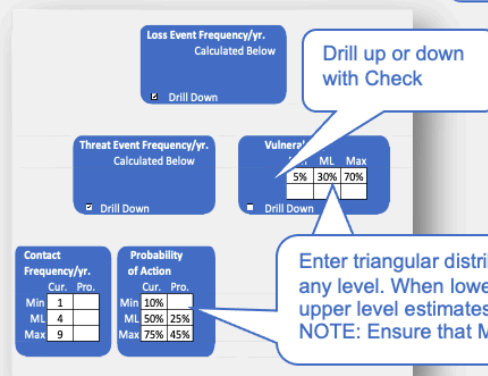 Loss Event Frequency/yr.
Calculated Below
Drill Down
Drill up or down
with Check
Threat Event Frequency/yr.
Calculated Below
Drill Down
ML Max
5% 30% 70%
Drill Down
Contact
Frequency/yr.
Cur. Pro.
Min 1
ML 4
Max 9
Probability
of Action
Cur. Pro.
Min 10%
ML 50% 25%
Max 75% 45%
Enter triangular
any level. When
upper level estimates
NOTE: Ensure that